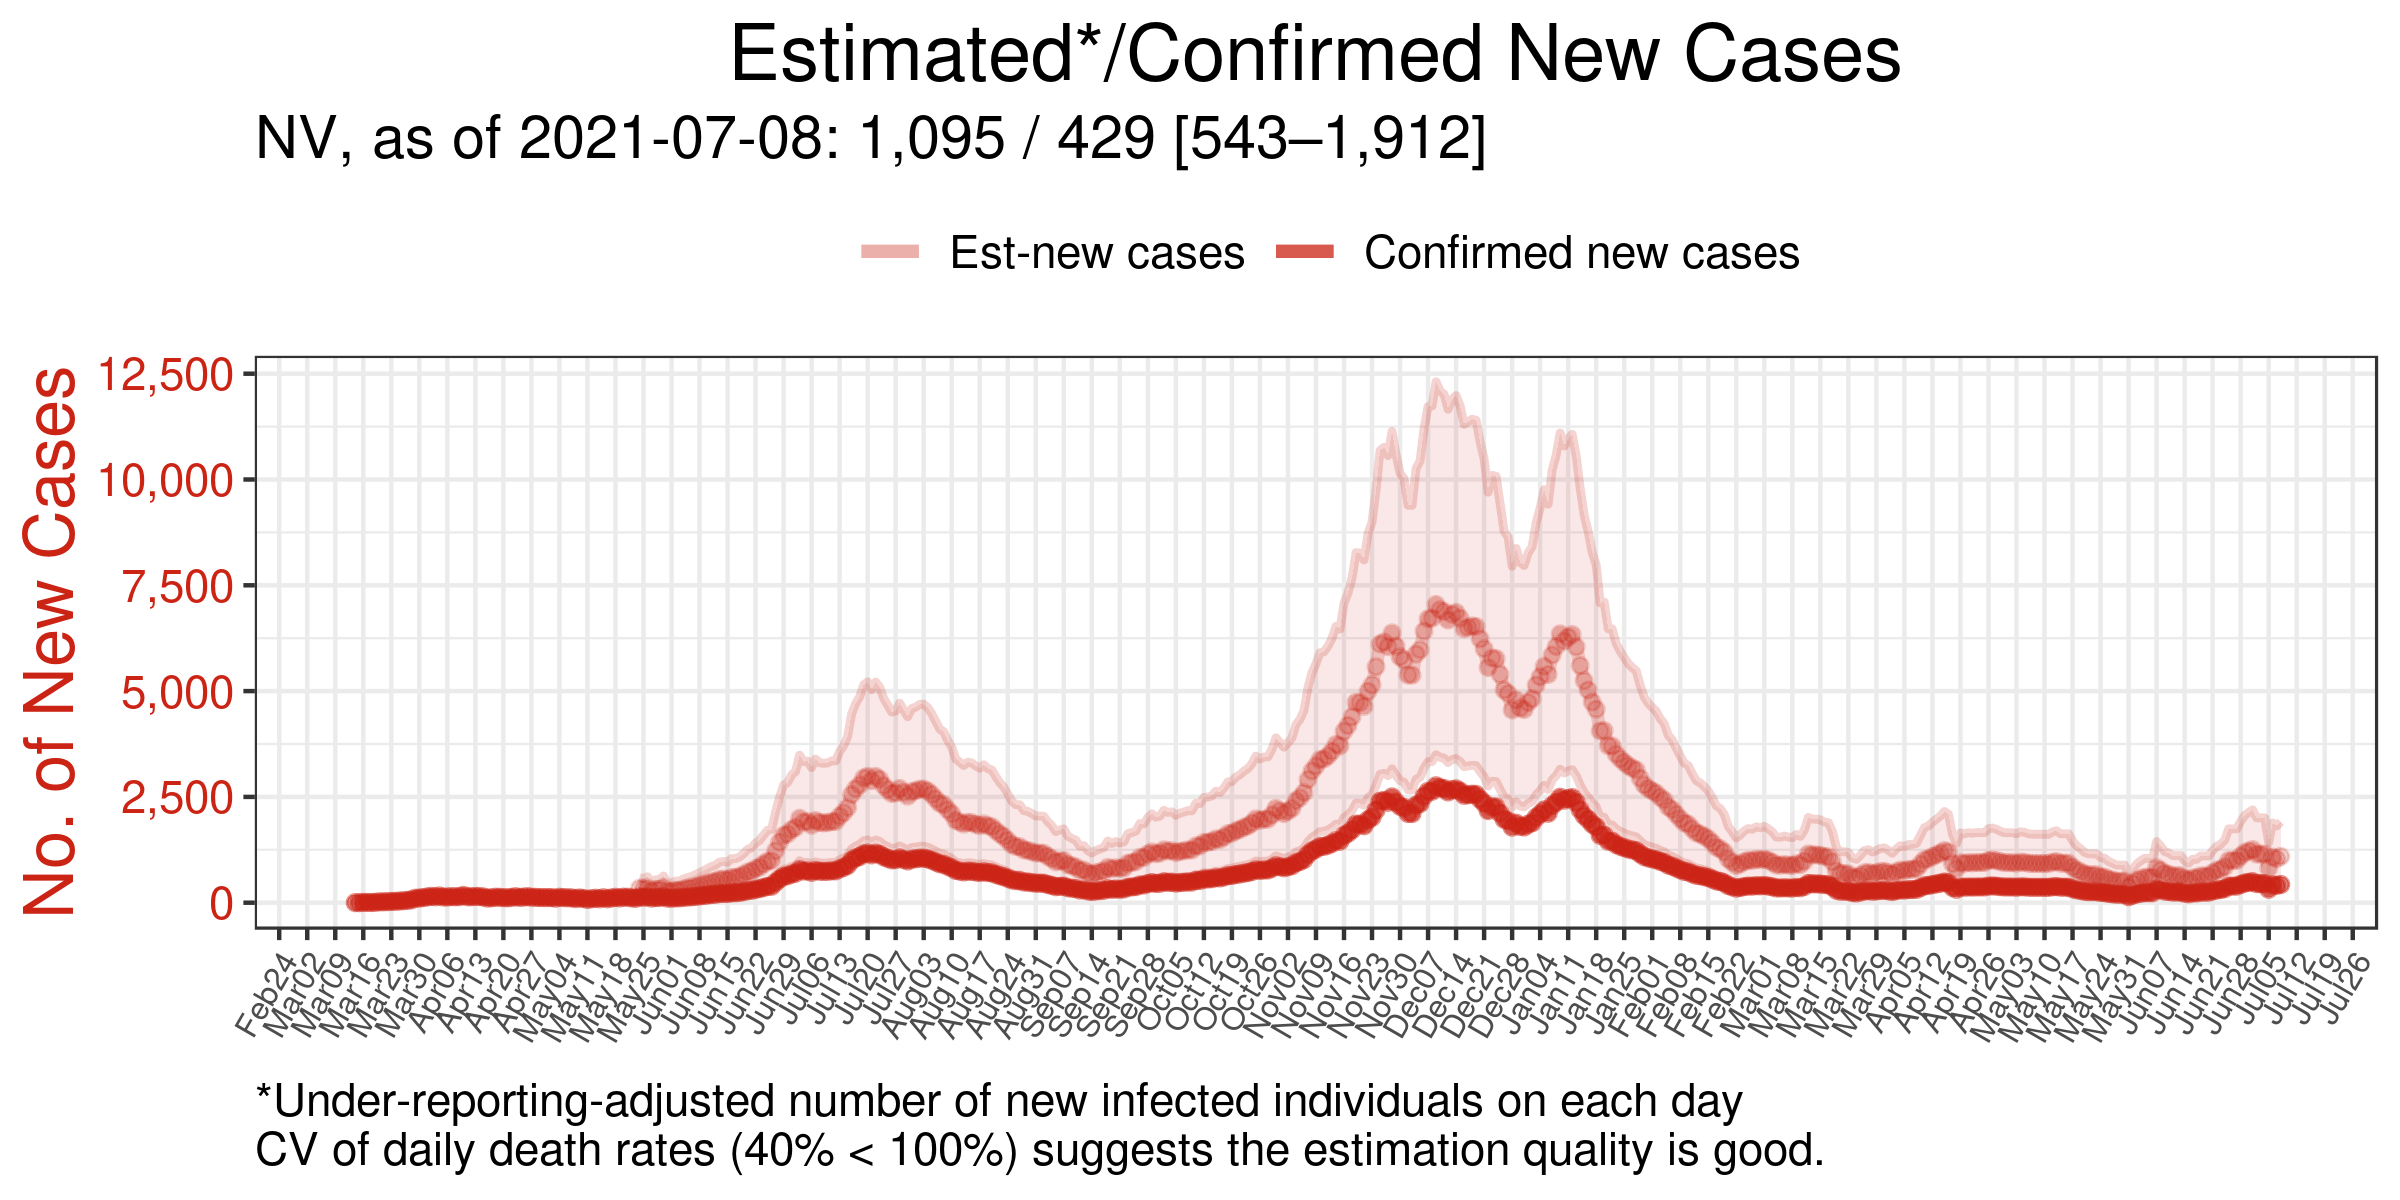 Estimated*/Confirmed New Cases
NV, as of 2021-07-08: 1,095 / 429 [543–1,912]
Est-new cases
Confirmed new cases
No. of New Cases
12,500
10,000
7,500
5,000
2,500
0
Feb24
Mar02
Mar09
Mar16
Mar23
Mar30
Apr06
Apr13
Apr20
Apr27
May04
May11
May18
May25
Jun01
Jun08
Jun15
Jun22
Jun29
Jul06
Jul13
Jul20
Jul27
Aug03
Aug10
Aug17
Aug24
Aug31
Sep07
Sep14
Sep21
Sep28
Oct05
Oct12
Oct19
Oct26
Nov02
Nov09
Nov16
Nov23
Nov30
Dec07
Dec14
Dec21
Dec28
Jan04
Jan11
Jan18
Jan25
Feb01
Feb08
Feb15
Feb22
Mar01
Mar08
Mar15
Mar22
Mar29
Apr05
Apr12
Apr19
Apr26
May03
May10
May17
May24
May31
Jun07
Jun14
Jun21
Jun28
Jul05
Jul12
Jul19
Jul26
*Under-reporting-adjusted number of new infected individuals on each day
CV of daily death rates (40% < 100%) suggests the estimation quality is good.